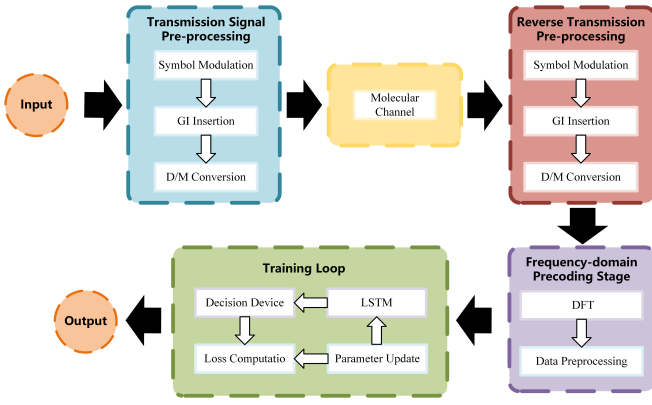 Input
Transmission Signal
Pre-processing
Symbol Modulation
GI Insertion
D/M Conversion
Molecular
Channel
Reverse Transmission
Pre-processing
Symbol Modulation
GI Insertion
D/M Conversion
Frequency-domain
Precoding Stage
DFT
Data Preprocessing
Training Loop
Decision Device
LSTM
Loss Computatio
Parameter Update
Output